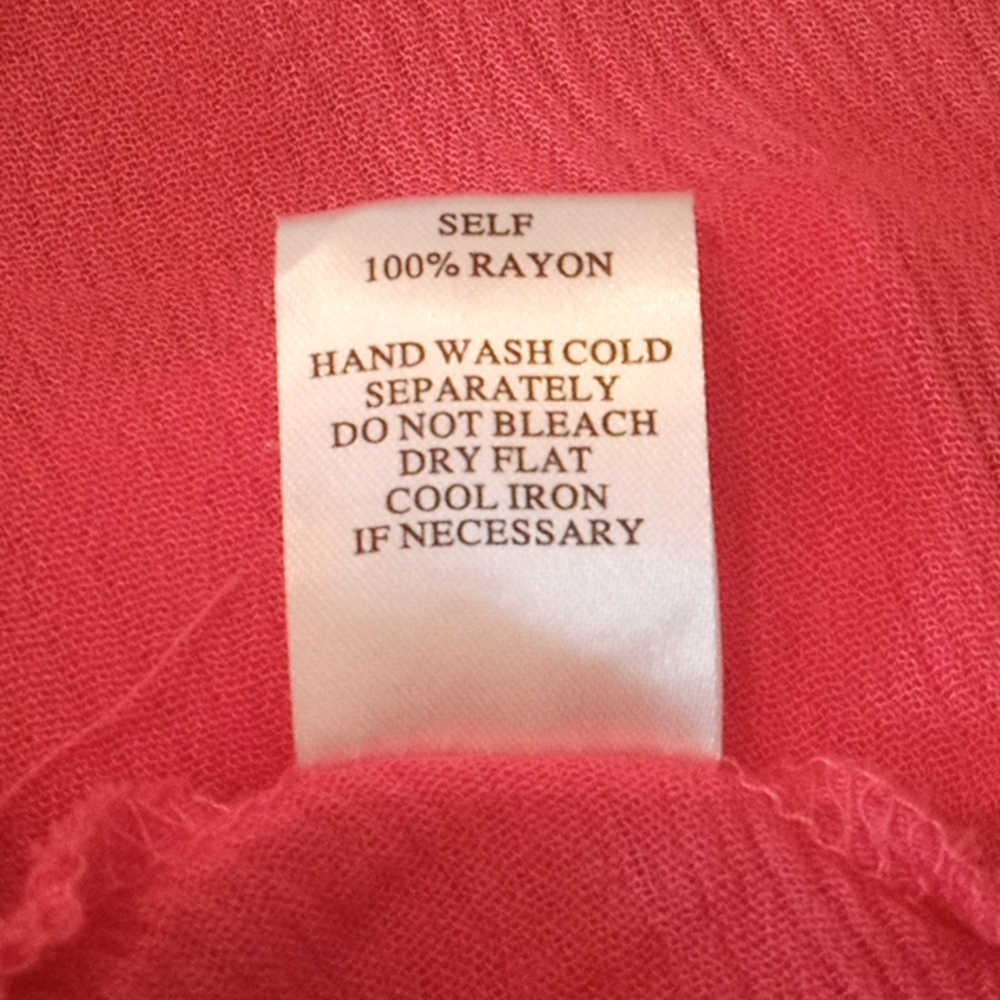 SELF
100% RAYON
HAND WASH COLD
SEPARATELY
DO NOT BLEACH
DRY FLAT
COOL IRON
IF NECESSARY